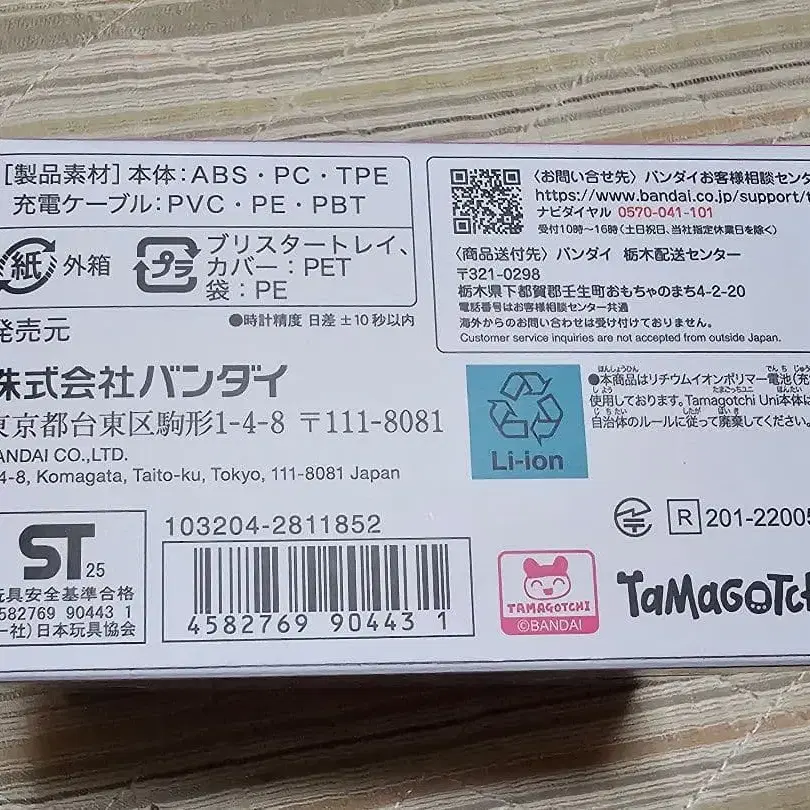 [製品素材]本体:ABS・PC・TPE
充電ケーブル:PVC・PE・PBT
紙 外箱
プラ
ブリスタートレイ、
カバー:PET
袋:PE
●時計精度 日差 ±10秒以内
発売元
株式会社バンダイ
東京都台東区駒形1-4-8 〒111-8081
BANDAI CO.,LTD.
4-8, Komagata, Taito-ku, Tokyo, 111-8081 Japan
〈お問い合せ先〉バンダイお客様相談センタ
https://www.bandai.co.jp/support/t
ナビダイヤル 0570-041-101
受付10時～16時(土日祝日、当社指定休業日を除く)
〈商品送付先〉バンダイ 栃木配送センター
〒321-0298
栃木県下都賀郡壬生町おもちゃのまち4-2-20
電話番号はお客様相談センター共通
海外からのお問い合わせは受け付けておりません。
Customer service inquiries are not accepted from outside Japan.
Li-ion
●本商品はリチウムイオンポリマー電池(充
使用しております。Tamagotchi Uni本体は
自治体のルールに従って廃棄してください。
ST 25
玩具安全基準合格
4582769 90443 1
一社)日本玩具協会
103204-2811852
4582769 904431
R 201-22005
TAMAGOTCHI
©BANDAI
TaMaGoTCh